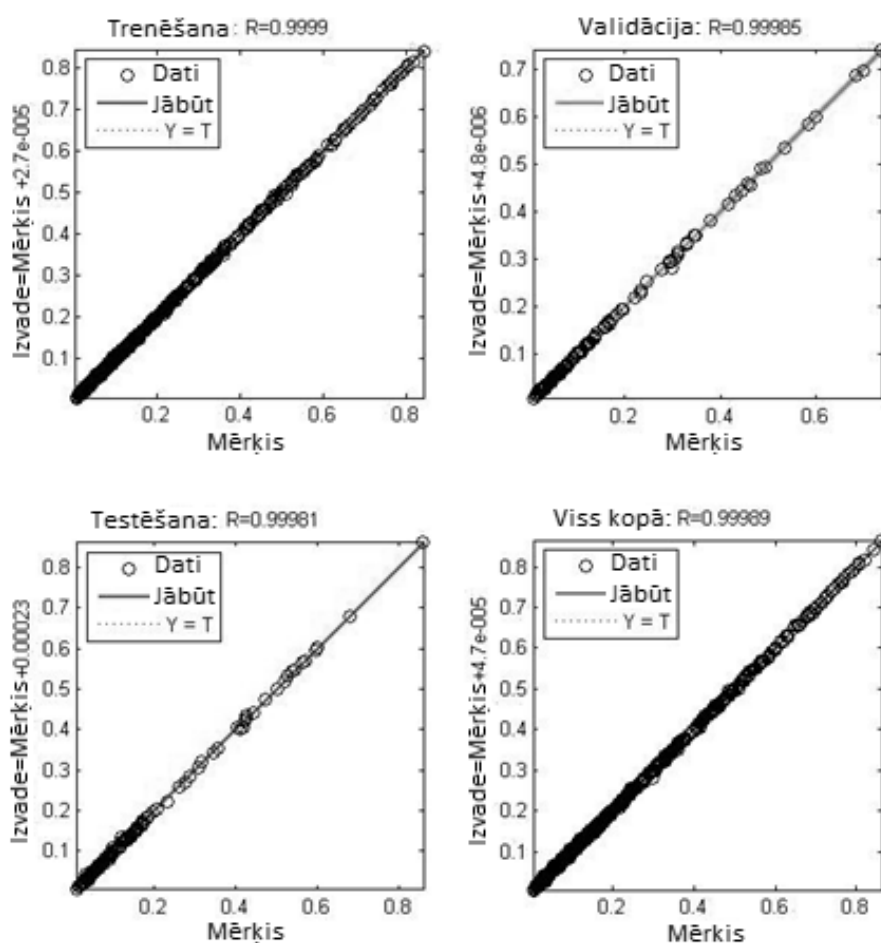 Trenēšana: R=0.9999
Dati
Jābūt
Y = T
Izvade=Mērķis +2.7e-005
0.8
0.7
0.6
0.5
0.4
0.3
0.2
0.1
0.2 0.4 0.6 0.8
Mērķis
Validācija: R=0.99985
Dati
Jābūt
Y = T
Izvade=Mērķis+4.8e-006
0.7
0.6
0.5
0.4
0.3
0.2
0.1
0.2 0.4 0.6
Mērķis
Testēšana: R=0.99981
Dati
Jābūt
Y = T
Izvade=Mērķis+0.00023
0.8
0.7
0.6
0.5
0.4
0.3
0.2
0.1
0.2 0.4 0.6 0.8
Mērķis
Viss kopā: R=0.99989
Dati
Jābūt
Y = T
Izvade=Mērķis+4.7e-005
0.8
0.7
0.6
0.5
0.4
0.3
0.2
0.1
0.2 0.4 0.6 0.8
Mērķis